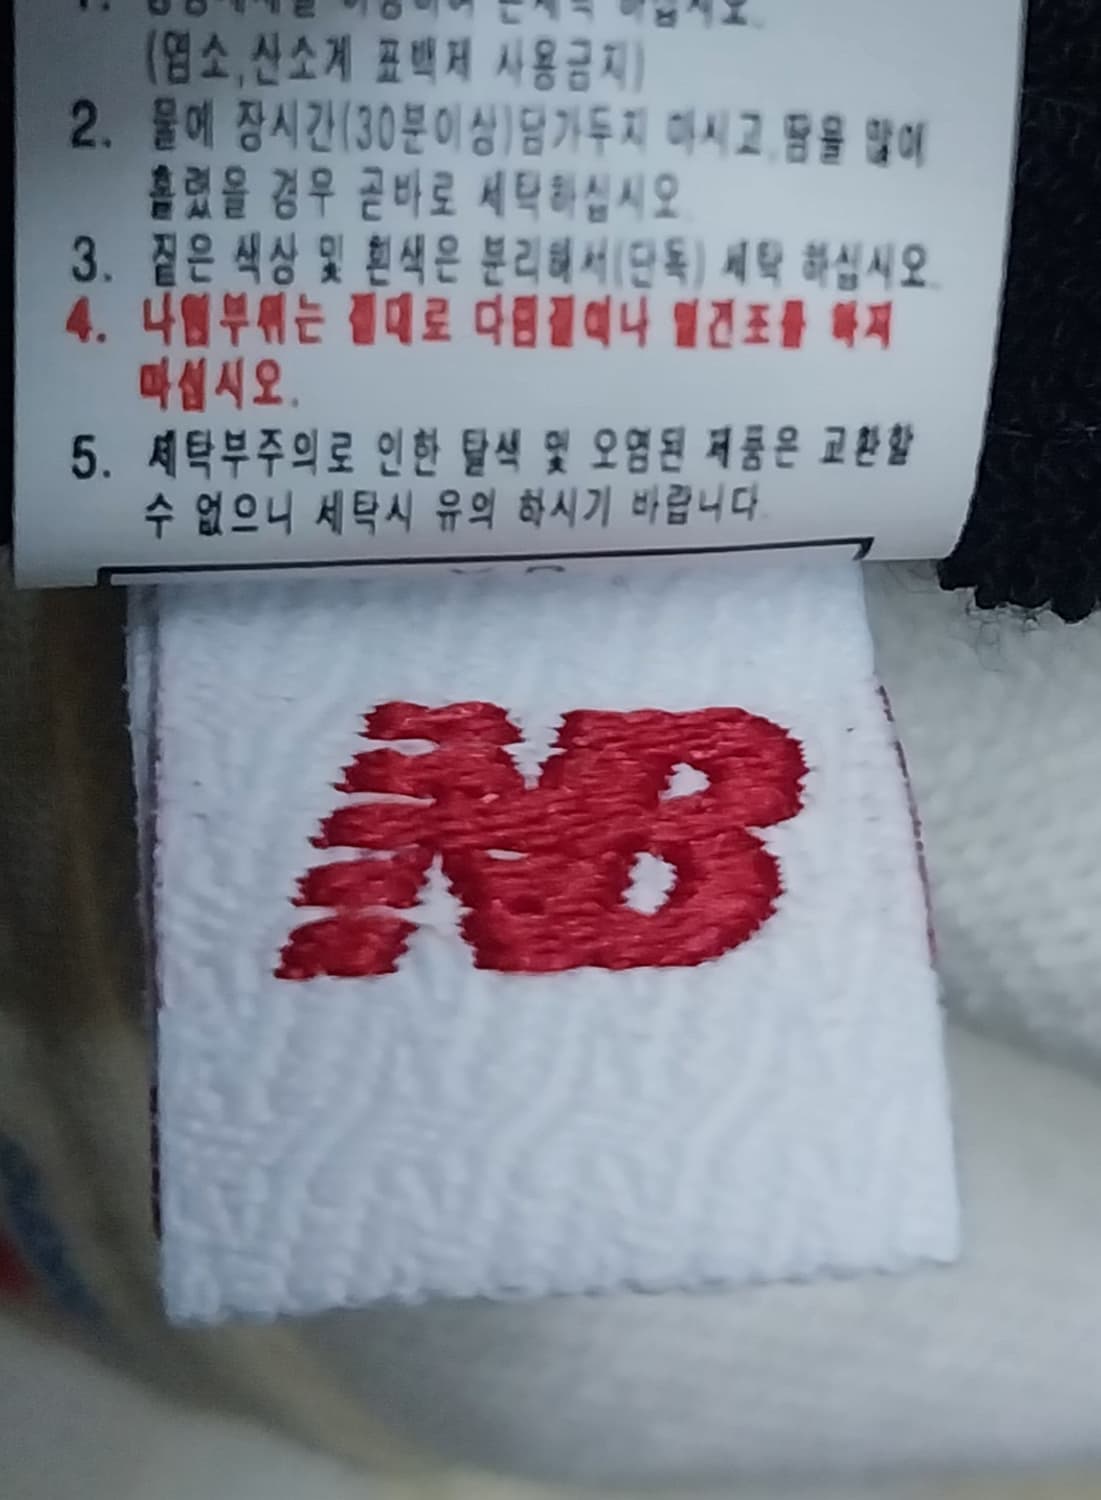 (염소,산소계 표백제 사용금지)
2. 물에 장시간(30분이상)담가두지 마시고,땀을 많이
흘렸을 경우 곧바로 세탁하십시오.
3. 짙은 색상 및 흰색은 분리해서(단독) 세탁 하십시오.
4. 나염부위는 절대로 다림질이나 열건조를 하지
마십시오.
5. 세탁부주의로 인한 탈색 및 오염된 제품은 교환할
수 없으니 세탁시 유의 하시기 바랍니다.
NB